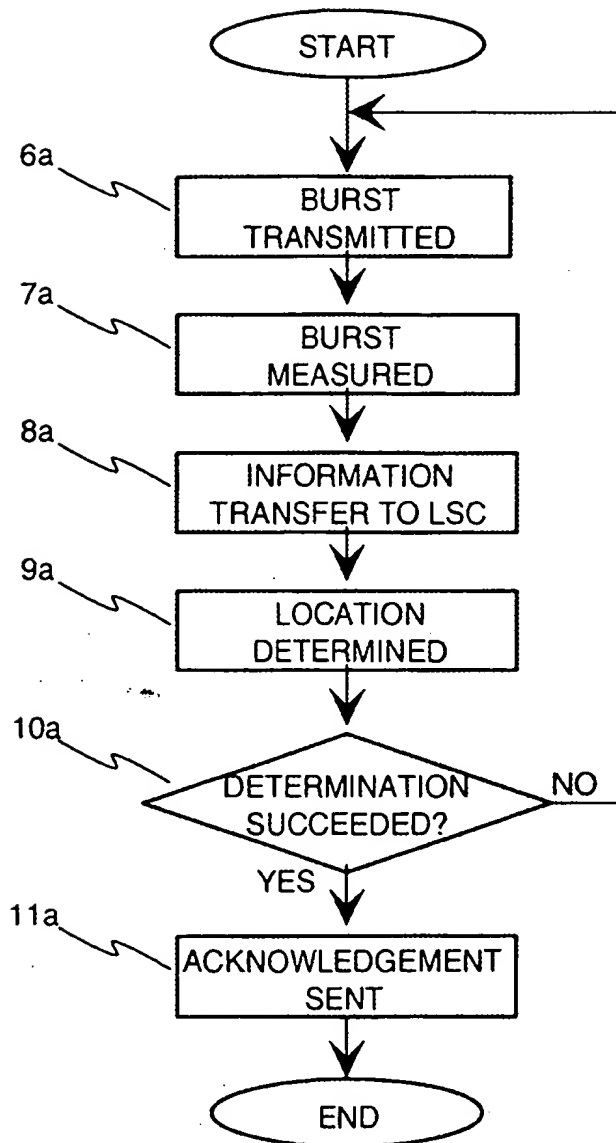 START
6a
BURST
TRANSMITTED
7a
BURST
MEASURED
8a
INFORMATION
TRANSFER TO LSC
9a
LOCATION
DETERMINED
10a
DETERMINATION
SUCCEEDED?
NO
YES
11a
ACKNOWLEDGEMENT
SENT
END